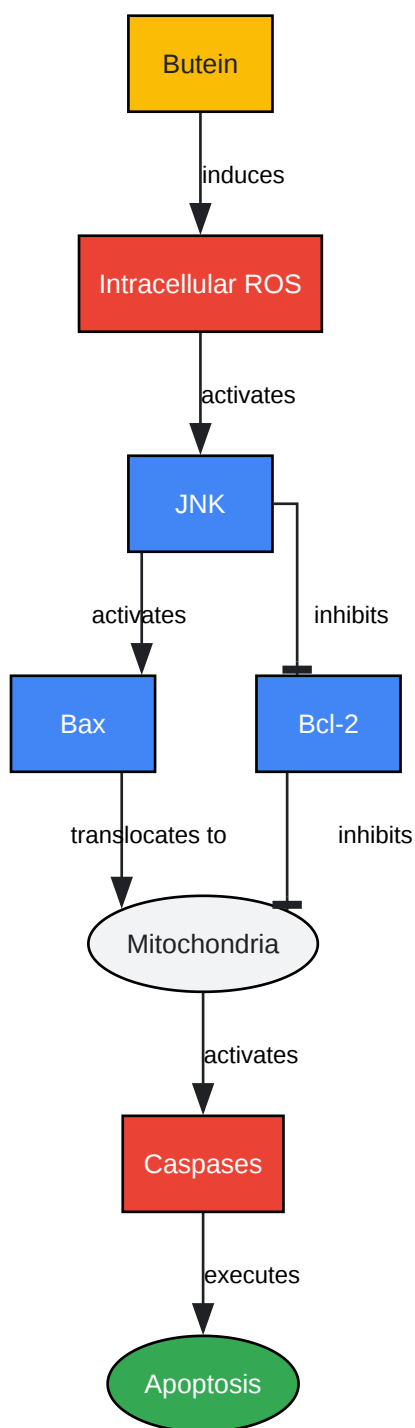 Butein
induces
Intracellular ROS
activates
JNK
activates
inhibits
Bax
Bcl-2
translocates to
inhibits
Mitochondria
activates
Caspases
executes
Apoptosis